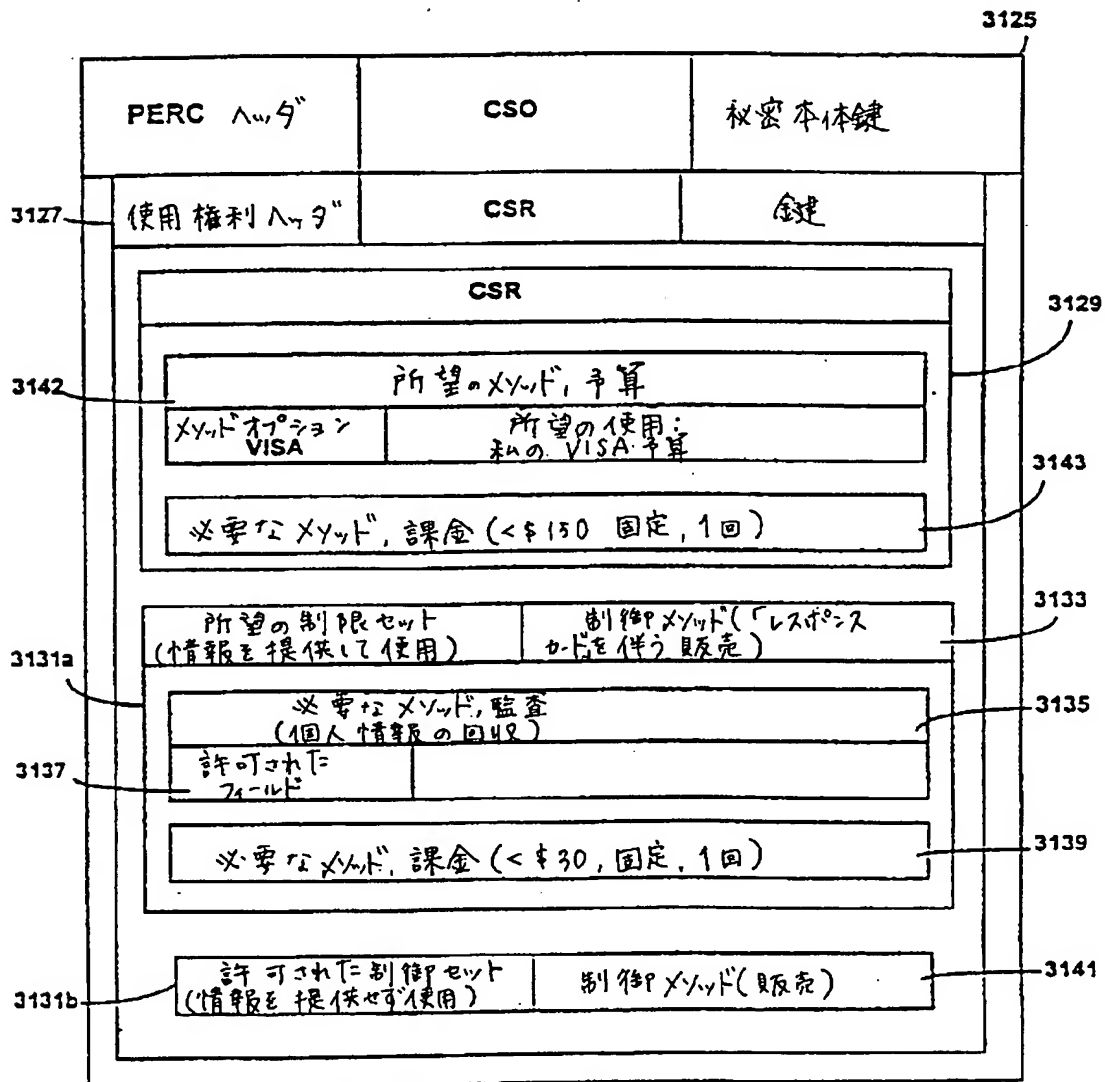 3125
PERC ヘッダ
CSO
秘密本体鍵
3127
使用権利ヘッダ
CSR
鍵
CSR
3129
3142
所望のメソッド, 予算
メソッドオプション
VISA
所望の使用:
私の VISA 予算
3143
必要なメソッド, 課金 (<$150 固定, 1回)
3133
所望の制限セット
(情報を提供して使用)
制御メソッド(「レスポンス
カード」を伴う販売)
3131a
必要なメソッド, 監査
(個人情報の回収)
3135
3137
許可された
フィールド
必要なメソッド, 課金 (<$30, 固定, 1回)
3139
3131b
許可された制御セット
(情報を提供せず使用)
制御メソッド(販売)
3141